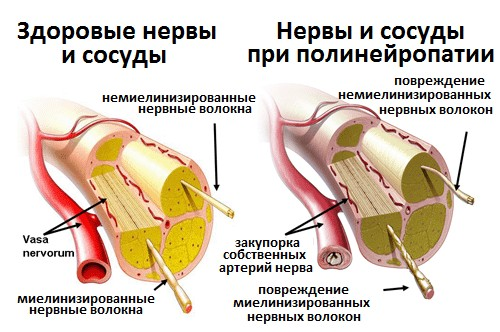 Здоровые нервы
и сосуды
немиелинизированные
нервные волокна
Vasa
nervorum
миелинизированные
нервные волокна
Нервы и сосуды
при полинейропатии
повреждение
немиелинизированных
нервных волокон
закупорка
собственных
артерий нерва
повреждение
миелинизированных
нервных волокон